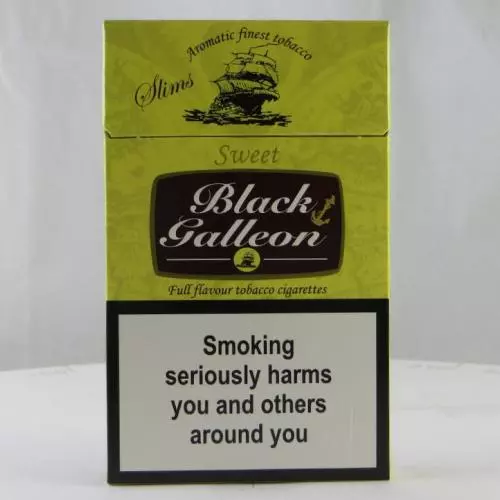 Aromatic finest tobacco
Slims
Sweet
Black
Galleon
Full flavour tobacco cigarettes
Smoking
seriously harms
you and others
around you